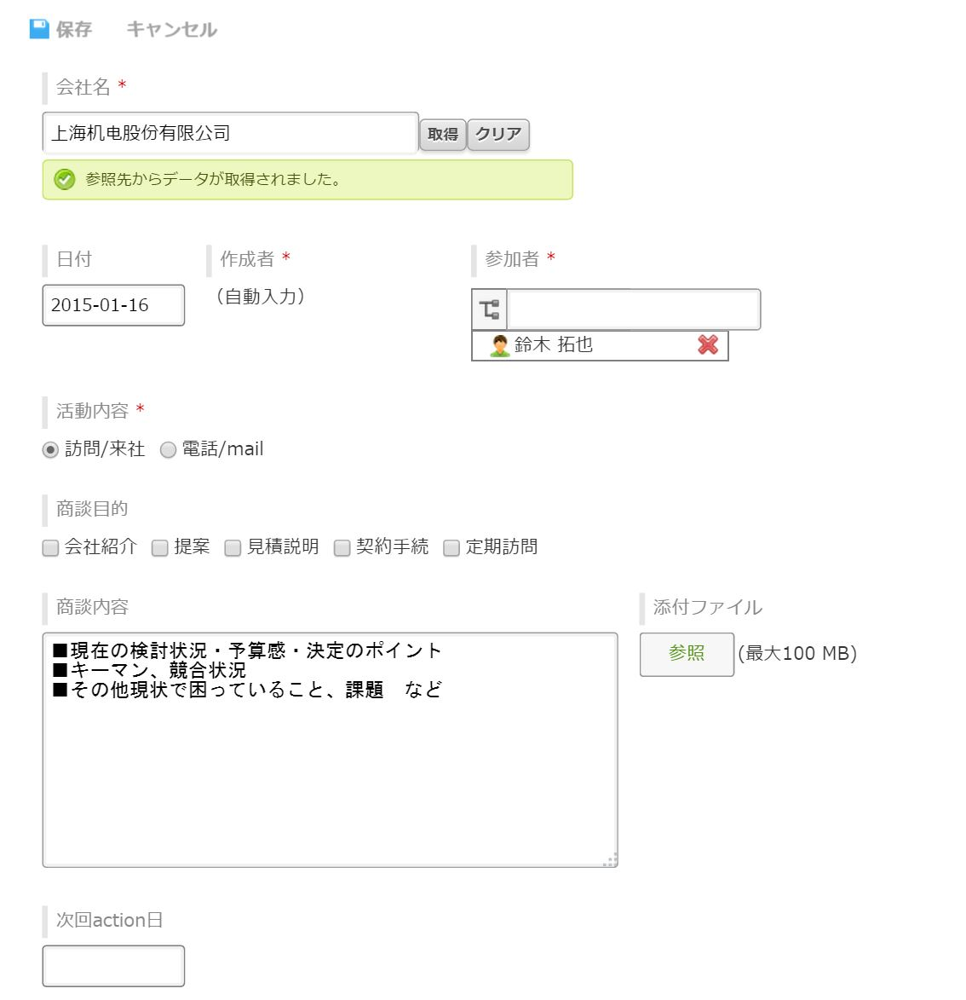 保存 キャンセル
会社名 *
上海机电股份有限公司 取得 クリア
参照先からデータが取得されました。
日付 作成者 * 参加者 *
2015-01-16 （自動入力）
鈴木 拓也
活動内容 *
訪問/来社 電話/mail
商談目的
会社紹介 提案 見積説明 契約手続 定期訪問
商談内容 添付ファイル
■現在の検討状況・予算感・決定のポイント
参照 (最大100 MB)
■キーマン、競合状況
■その他現状で困っていること、課題　など
次回action日